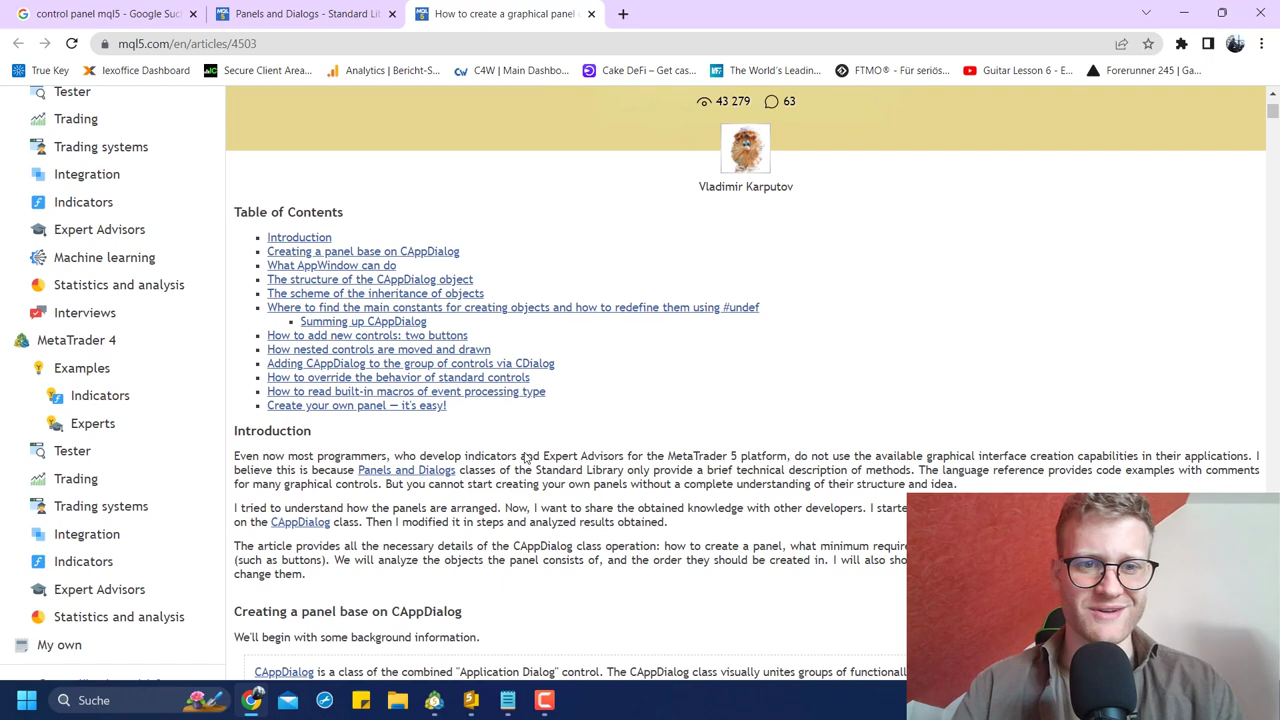 control panel mql5 - Google Suc
Panels and Dialogs - Standard Li
How to create a graphical panel
mql5.com/en/articles/4503
True Key
lexoffice Dashboard
Secure Client Area...
Analytics | Bericht-S...
C4W | Main Dashbo...
Cake DeFi – Get cas...
The World's Leadin...
FTMO® - Für seriös...
Guitar Lesson 6 - E...
Forerunner 245 | Ga...
Tester
Trading
Trading systems
Integration
Indicators
Expert Advisors
Machine learning
Statistics and analysis
Interviews
MetaTrader 4
Examples
Indicators
Experts
Tester
Trading
Trading systems
Integration
Indicators
Expert Advisors
Statistics and analysis
My own
43 279
63
Vladimir Karputov
Table of Contents
Introduction
Creating a panel base on CAppDialog
What AppWindow can do
The structure of the CAppDialog object
The scheme of the inheritance of objects
Where to find the main constants for creating objects and how to redefine them using #undef
Summing up CAppDialog
How to add new controls: two buttons
How nested controls are moved and drawn
Adding CAppDialog to the group of controls via CDialog
How to override the behavior of standard controls
How to read built-in macros of event processing type
Create your own panel — it's easy!
Introduction
Even now most programmers, who develop indicators and Expert Advisors for the MetaTrader 5 platform, do not use the available graphical interface creation capabilities in their applications. I
believe this is because Panels and Dialogs classes of the Standard Library only provide a brief technical description of methods. The language reference provides code examples with comments
for many graphical controls. But you cannot start creating your own panels without a complete understanding of their structure and idea.
I tried to understand how the panels are arranged. Now, I want to share the obtained knowledge with other developers. I starte
on the CAppDialog class. Then I modified it in steps and analyzed results obtained.
The article provides all the necessary details of the CAppDialog class operation: how to create a panel, what minimum require
(such as buttons). We will analyze the objects the panel consists of, and the order they should be created in. I will also sho
change them.
Creating a panel base on CAppDialog
We'll begin with some background information.
CAppDialog is a class of the combined "Application Dialog" control. The CAppDialog class visually unites groups of functionall
Suche